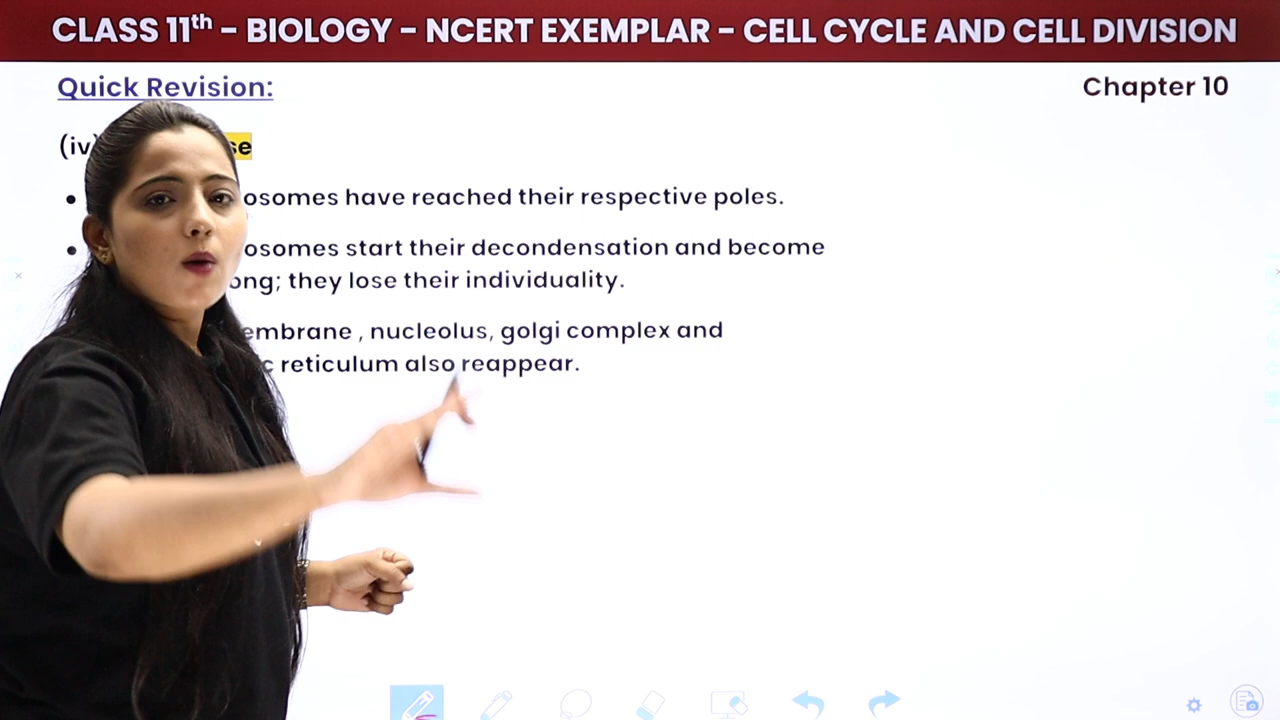 CLASS 11th – BIOLOGY – NCERT EXEMPLAR – CELL CYCLE AND CELL DIVISION
Quick Revision:
Chapter 10
(iv) se
osomes have reached their respective poles.
osomes start their decondensation and become
ong; they lose their individuality.
embrane , nucleolus, golgi complex and
c reticulum also reappear.